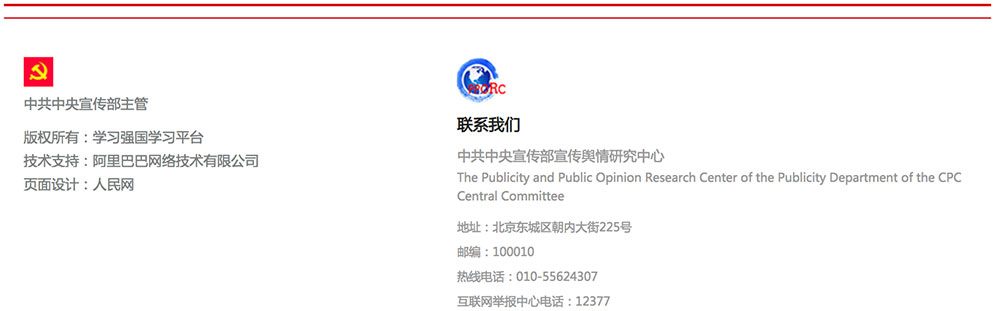 中共中央宣传部主管
版权所有：学习强国学习平台
技术支持：阿里巴巴网络技术有限公司
页面设计：人民网
PPORC
联系我们
中共中央宣传部宣传舆情研究中心
The Publicity and Public Opinion Research Center of the Publicity Department of the CPC
Central Committee
地址：北京东城区朝内大街225号
邮编：100010
热线电话：010-55624307
互联网举报中心电话：12377